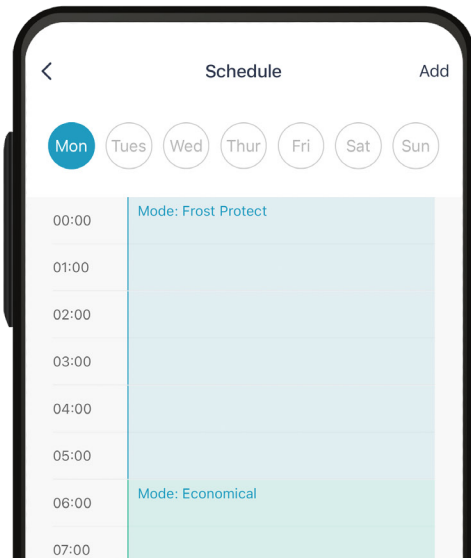 Schedule
Add
Mon Tues Wed Thur Fri Sat Sun
00:00 Mode: Frost Protect
01:00
02:00
03:00
04:00
05:00
06:00 Mode: Economical
07:00